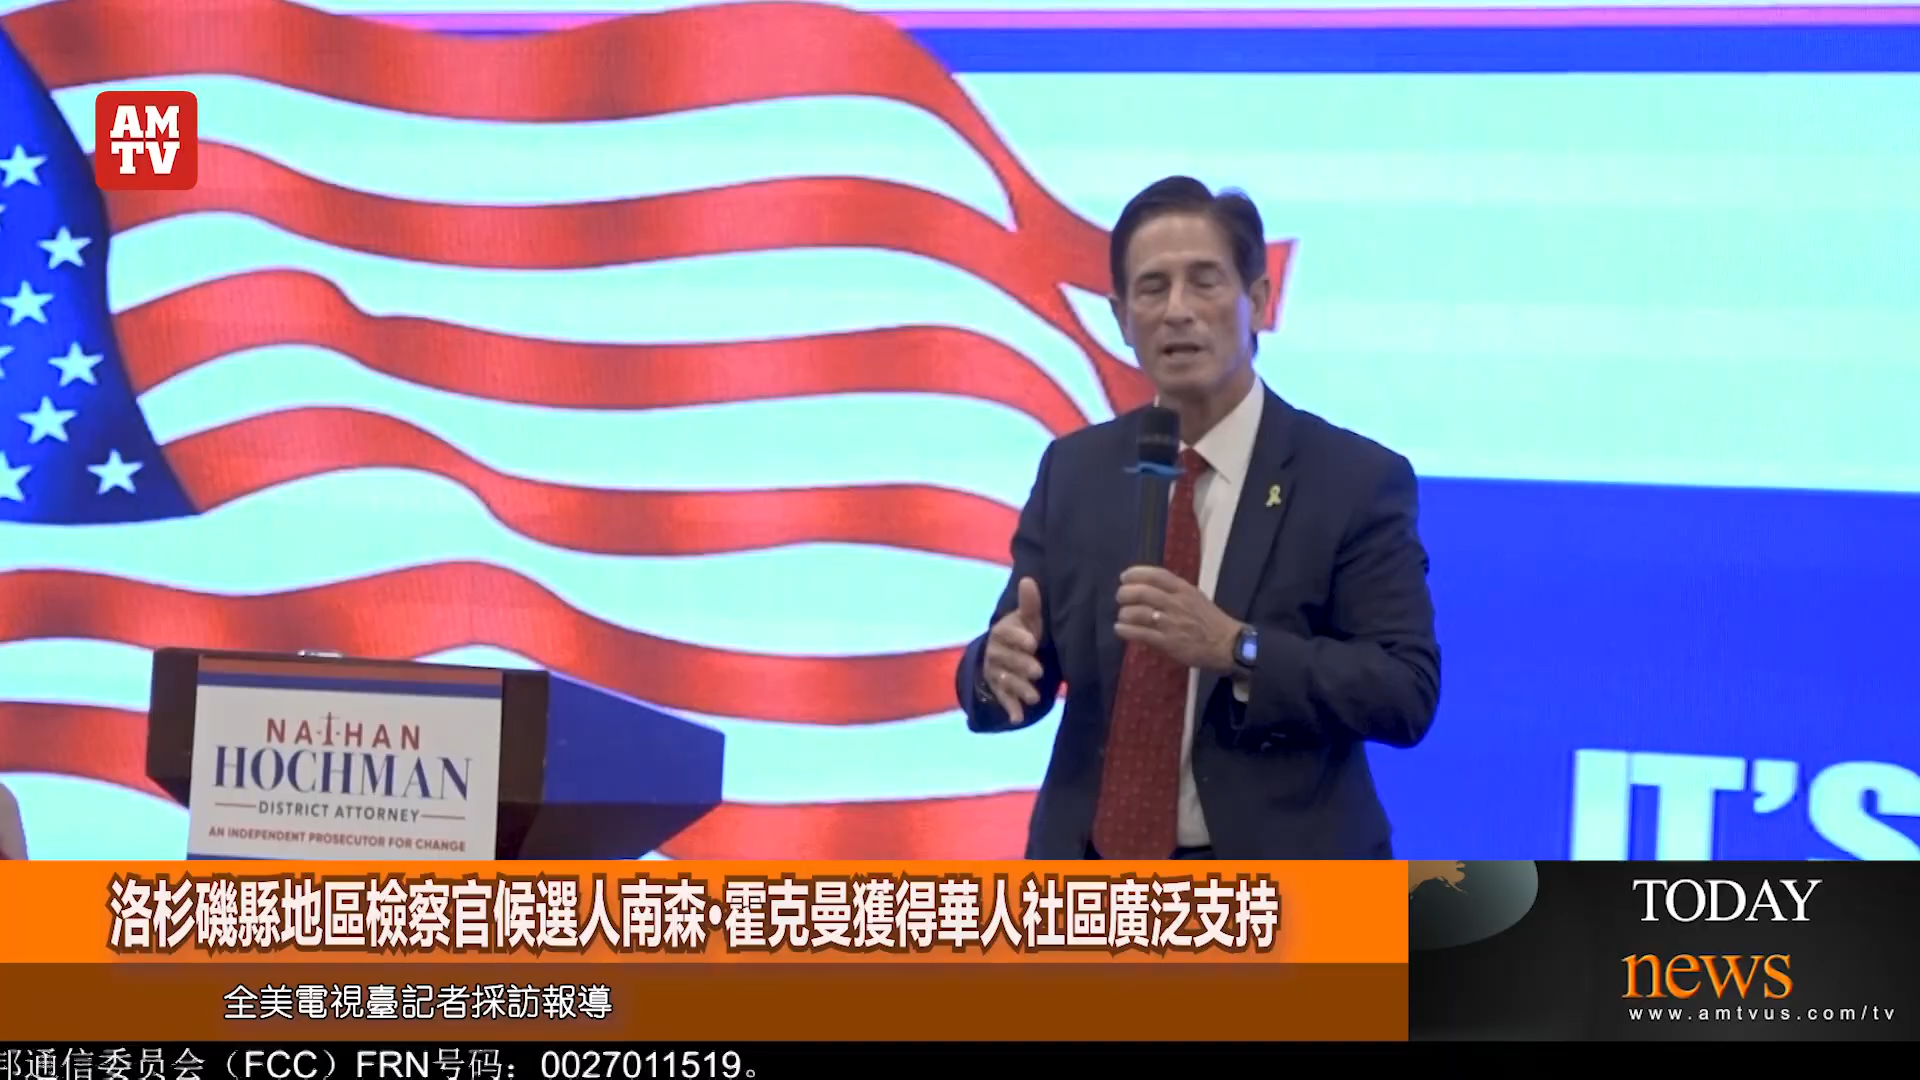 AM
TV
NATHAN
HOCHMAN
DISTRICT ATTORNEY
AN INDEPENDENT PROSECUTOR FOR CHANGE
IT'S
洛杉磯縣地區檢察官候選人南森·霍克曼獲得華人社區廣泛支持
全美電視臺記者採訪報導
TODAY
news
www.amtvus.com/tv
邦通信委员会（FCC）FRN号码：0027011519。